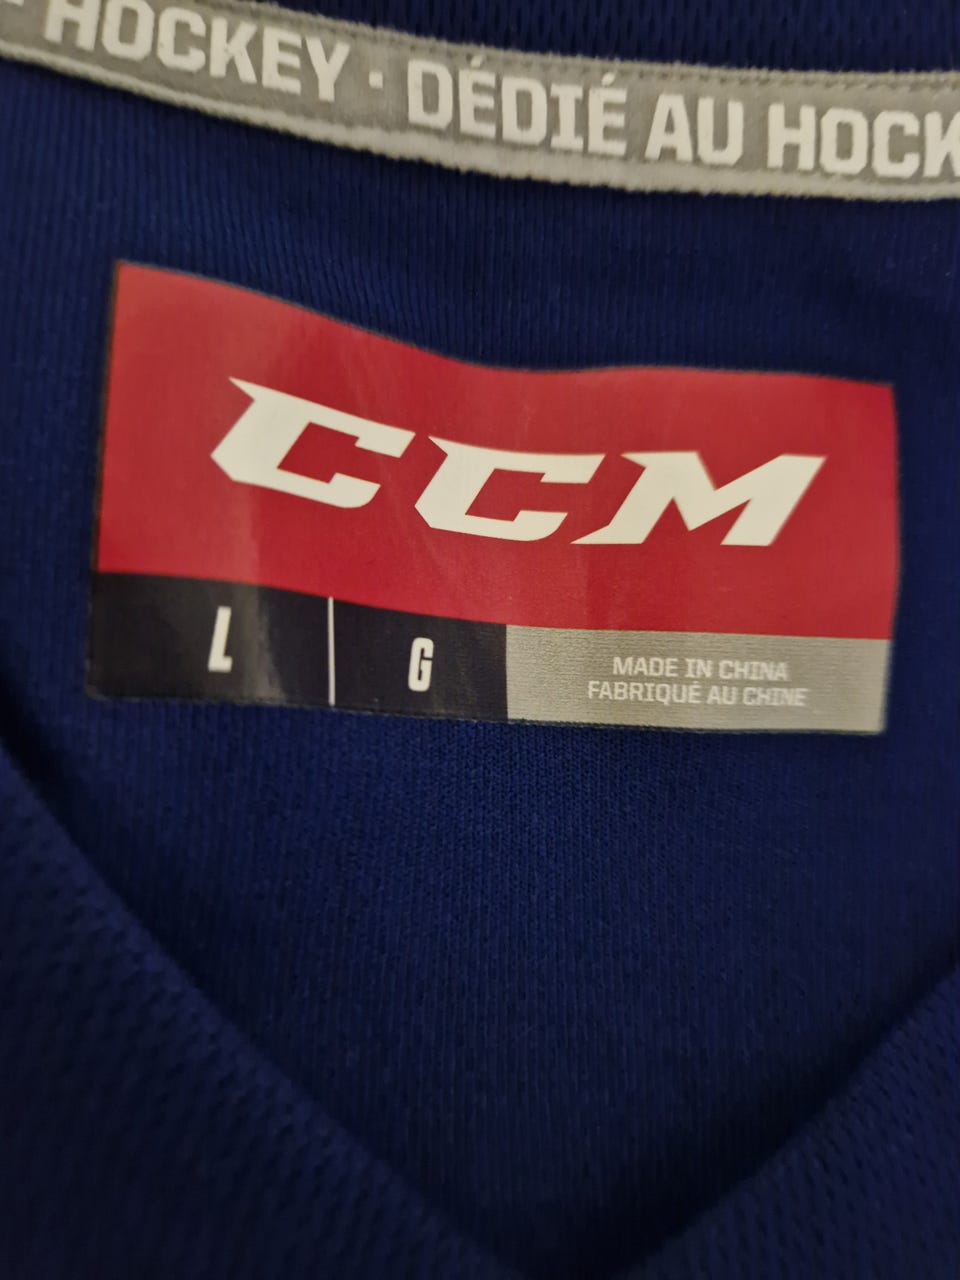 HOCKEY · DÉDIÉ AU HOCK
CCM
L G
MADE IN CHINA
FABRIQUÉ AU CHINE